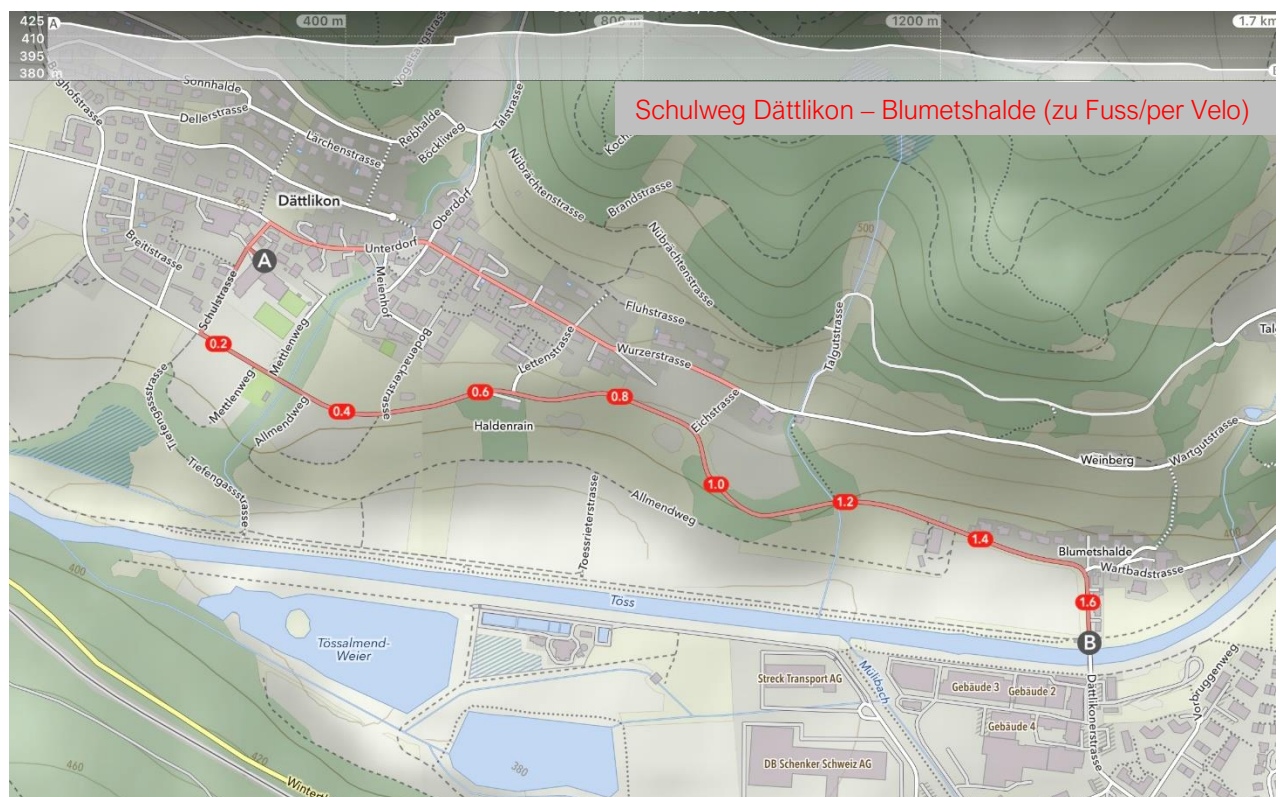 425
410
395
380 m
A
400 m
800 m
1200 m
1.7 km
Schulweg Dättlikon – Blumetshalde (zu Fuss/per Velo)
Sonnhalde
Dellerstrasse
Lärchenstrasse
Rebhalde
Böckliweg
Talstrasse
Oberdorf
Dättlikon
Unterdorf
Breitistrasse
A
Schulstrasse
Meienhof
Mettlenweg
Bodenackerstrasse
Nübrächtenstrasse
Brandstrasse
Nübrächtenstrasse
500
Fluhstrasse
Wurzerstrasse
Lettenstrasse
Talgutstrasse
0.2
0.4
0.6
0.8
1.0
1.2
1.4
1.6
Mettlenweg
Allmendweg
Tiefengassstrasse
Tiefengassstrasse
Haldenrain
Eichstrasse
Weinberg
Wartgutstrasse
Allmendweg
Toessrieterstrasse
400
Blumetshalde
Wartbadstrasse
B
Töss
400
Tössalmend-
Weier
Mülibach
Streck Transport AG
Gebäude 3
Gebäude 2
Gebäude 4
Dättlikonerstrasse
Vorbruggenweg
DB Schenker Schweiz AG
380
420
460